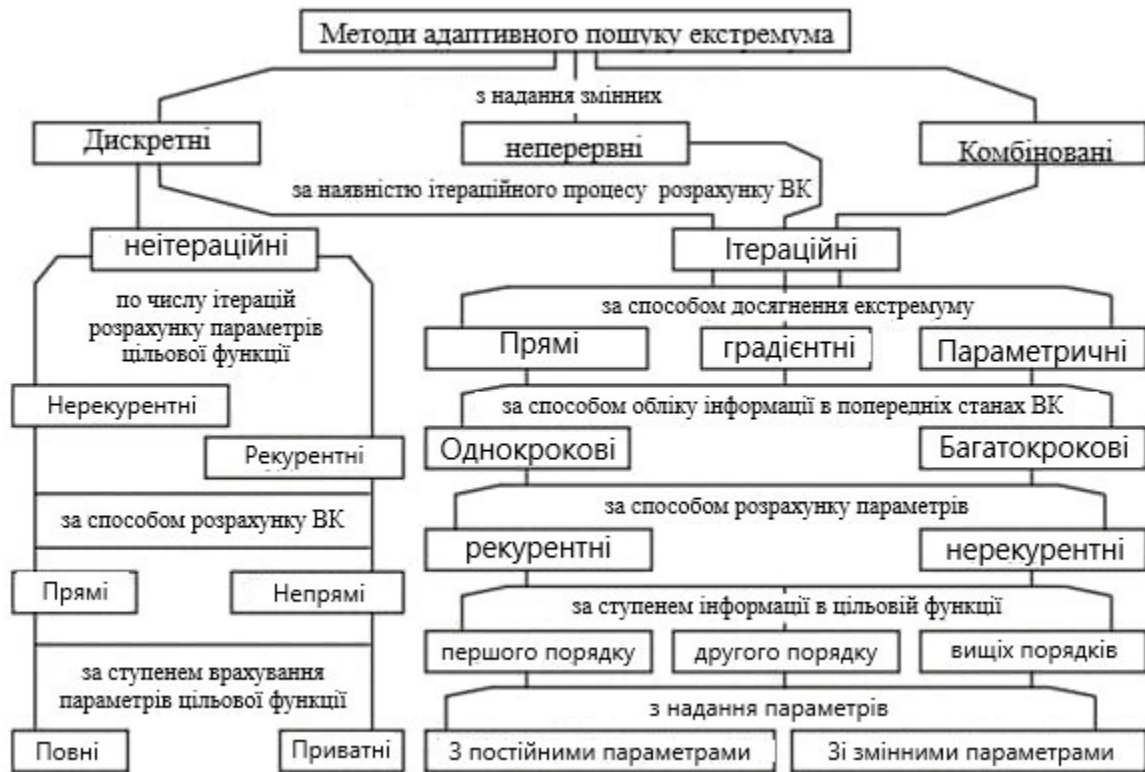 Методи адаптивного пошуку екстремума
з надання змінних
Дискретні
неперервні
Комбіновані
за наявністю ітераційного процесу розрахунку ВК
неітераційні
Ітераційні
по числу ітерацій
розрахунку параметрів
цільової функції
за способом досягнення екстремуму
Прямі
градієнтні
Параметричні
Нерекурентні
за способом обліку інформації в попередніх станах ВК
Рекурентні
Однокрокові
Багатокрокові
за способом розрахунку ВК
за способом розрахунку параметрів
рекурентні
нерекурентні
Прямі
Непрямі
за ступенем інформації в цільовій функції
першого порядку
другого порядку
вищіх порядків
за ступенем врахування
параметрів цільової функції
з надання параметрів
Повні
Приватні
З постійними параметрами
Зі змінними параметрами